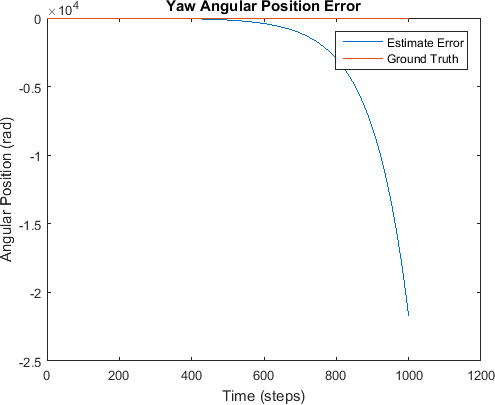 Yaw Angular Position Error
×10^4
0
-0.5
-1
-1.5
-2
-2.5
0 200 400 600 800 1000 1200
Angular Position (rad)
Time (steps)
Estimate Error
Ground Truth